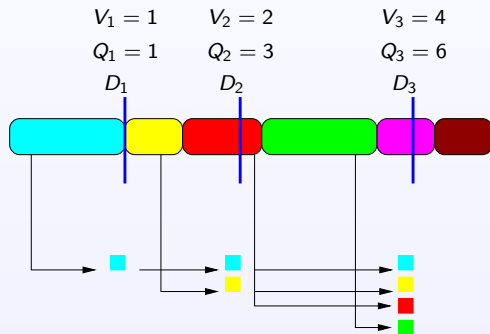 V₁ = 1 V₂ = 2 V₃ = 4
Q₁ = 1 Q₂ = 3 Q₃ = 6
D₁ D₂ D₃